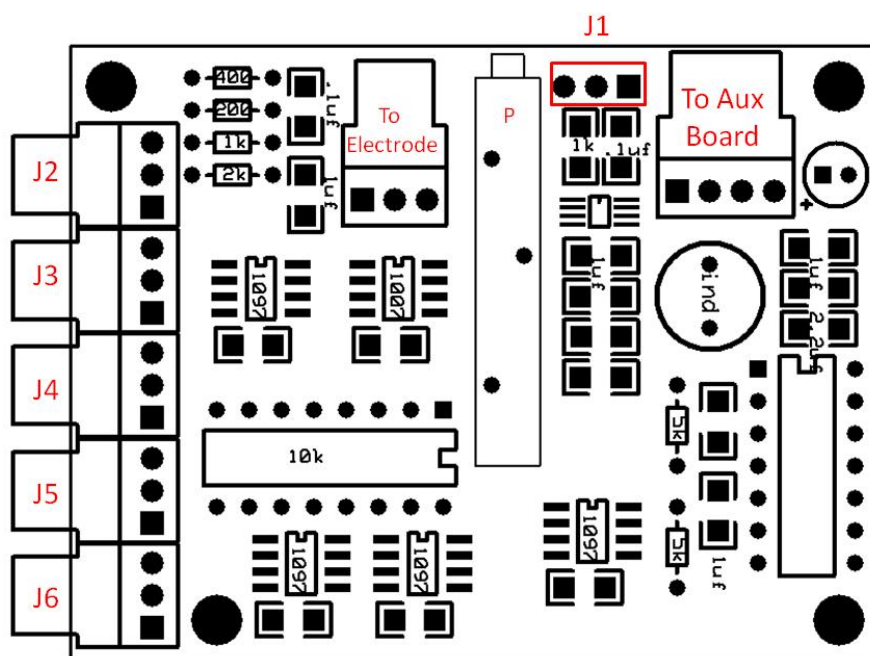 J1
400
200
1k
2k
.1uf
1uf
To
Electrode
P
1k
.1uf
To Aux
Board
+
J2
J3
J4
J5
J6
1097
1007
1uf
ind
1uf
2.2uf
10k
5k
5k
1uf
1097
1097
1097